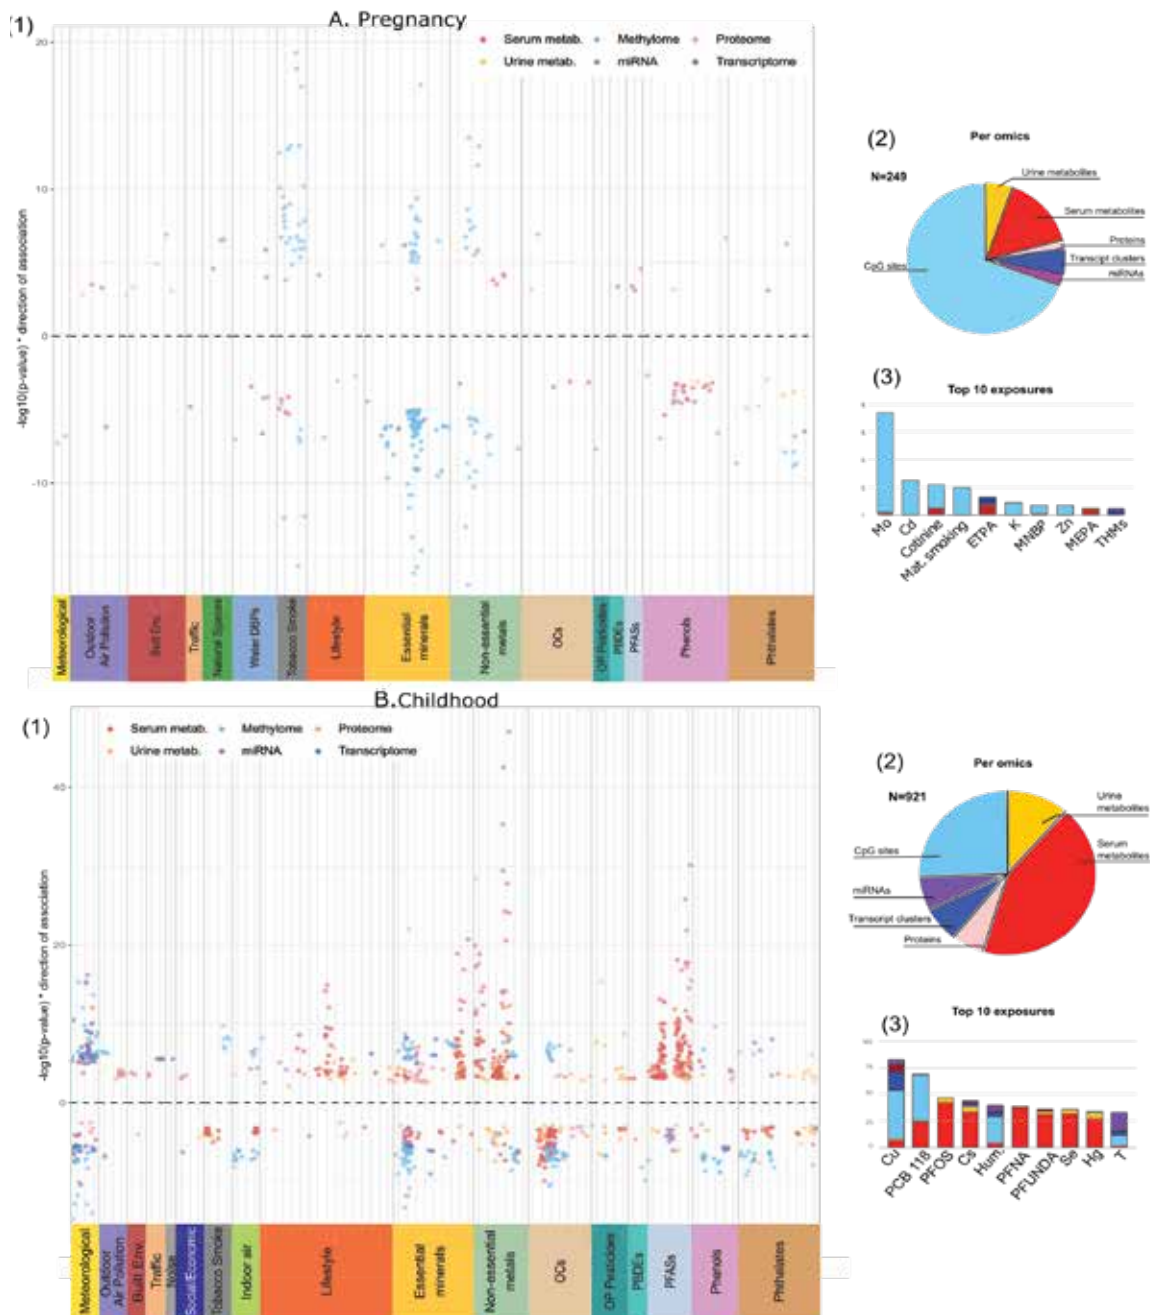 (1)
A. Pregnancy
20
10
0
-10
-log10(p-value) * direction of association
Serum metab.
Methylome
Proteome
Urine metab.
miRNA
Transcriptome
Meteorological
Outdoor
Air Pollution
Built Env.
Traffic
Natural Spaces
Water DBPs
Tobacco Smoke
Lifestyle
Essential
minerals
Non-essential
metals
OCs
OP Pesticides
PBDEs
PFASs
Phenols
Phthalates
(2)
Per omics
N=249
Urine metabolites
Serum metabolites
Proteins
Transcipt clusters
miRNAs
CpG sites
(3)
Top 10 exposures
Mo
Cd
Cotinine
Mat. smoking
ETPA
K
MNBP
Zn
MEPA
THMs
B.Childhood
(1)
Serum metab.
Methylome
Proteome
Urine metab.
miRNA
Transcriptome
40
20
0
-log10(p-value) * direction of association
Meteorological
Outdoor
Air Pollution
Built Env.
Traffic
Noise
Social/Economic
Tobacco Smoke
Indoor air
Lifestyle
Essential
minerals
Non-essential
metals
OCs
OP Pesticides
PBDEs
PFASs
Phenols
Phthalates
(2)
Per omics
N=921
Urine
metabolites
Serum
metabolites
CpG sites
miRNAs
Transcript clusters
Proteins
(3)
Top 10 exposures
100
75
50
25
0
Cu
PCB 118
PFOS
Cs
Hum.
PFNA
PFUNDA
Se
Hg
T